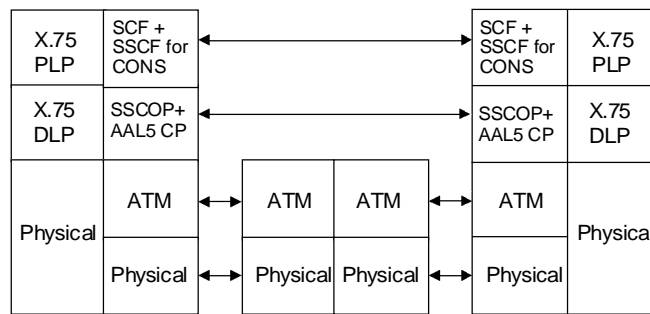 X.75
PLP
SCF +
SSCF for
CONS
SCF +
SSCF for
CONS
X.75
PLP
X.75
DLP
SSCOP+
AAL5 CP
SSCOP+
AAL5 CP
X.75
DLP
Physical
ATM
ATM
ATM
ATM
Physical
Physical
Physical
Physical
Physical